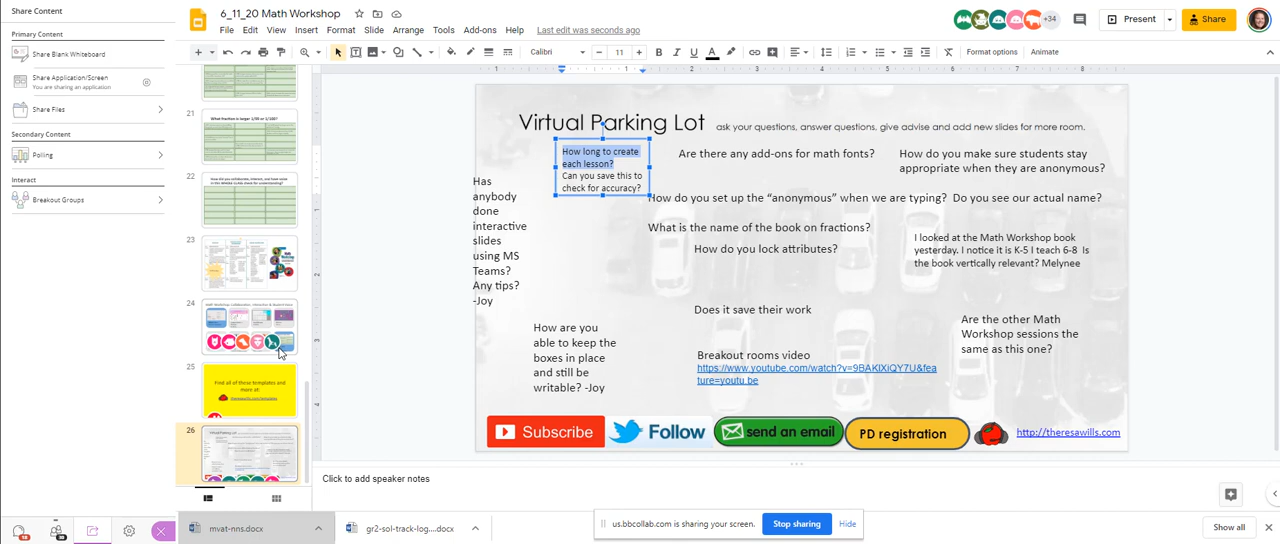 Share Content
Primary Content
Share Blank Whiteboard
Share Application/Screen
You are sharing an application
Share Files
Secondary Content
Polling
Interact
Breakout Groups
6_11_20 Math Workshop
File Edit View Insert Format Slide Arrange Tools Add-ons Help Last edit was seconds ago
+34
Present
Share
Calibri
11
Format options
Animate
21
What fraction is larger 1/99 or 1/100?
22
23
24
25
Find all of these templates and
more at:
theresawills.com/templates
26
Virtual Parking Lot
Virtual Parking Lot ask your questions, answer questions, give advise and add new slides for more room.
How long to create
each lesson?
Can you save this to
check for accuracy?
Are there any add-ons for math fonts?
How do you make sure students stay
appropriate when they are anonymous?
Has
anybody
done
interactive
slides
using MS
Teams?
Any tips?
-Joy
How do you set up the “anonymous” when we are typing? Do you see our actual name?
What is the name of the book on fractions?
How do you lock attributes?
I looked at the Math Workshop book
yesterday. I notice it is K-5 I teach 6-8 Is
the book vertically relevant? Melynee
Does it save their work
How are you
able to keep the
boxes in place
and still be
writable? -Joy
Are the other Math
Workshop sessions the
same as this one?
Breakout rooms video
https://www.youtube.com/watch?v=9BAKIXiQY7U&fea
ture=youtu.be
Subscribe
Follow
send an email
PD registration
http://theresawills.com
Click to add speaker notes
mvat-nns.docx
gr2-sol-track-log....docx
us.bbcollab.com is sharing your screen.
Stop sharing
Hide
Show all